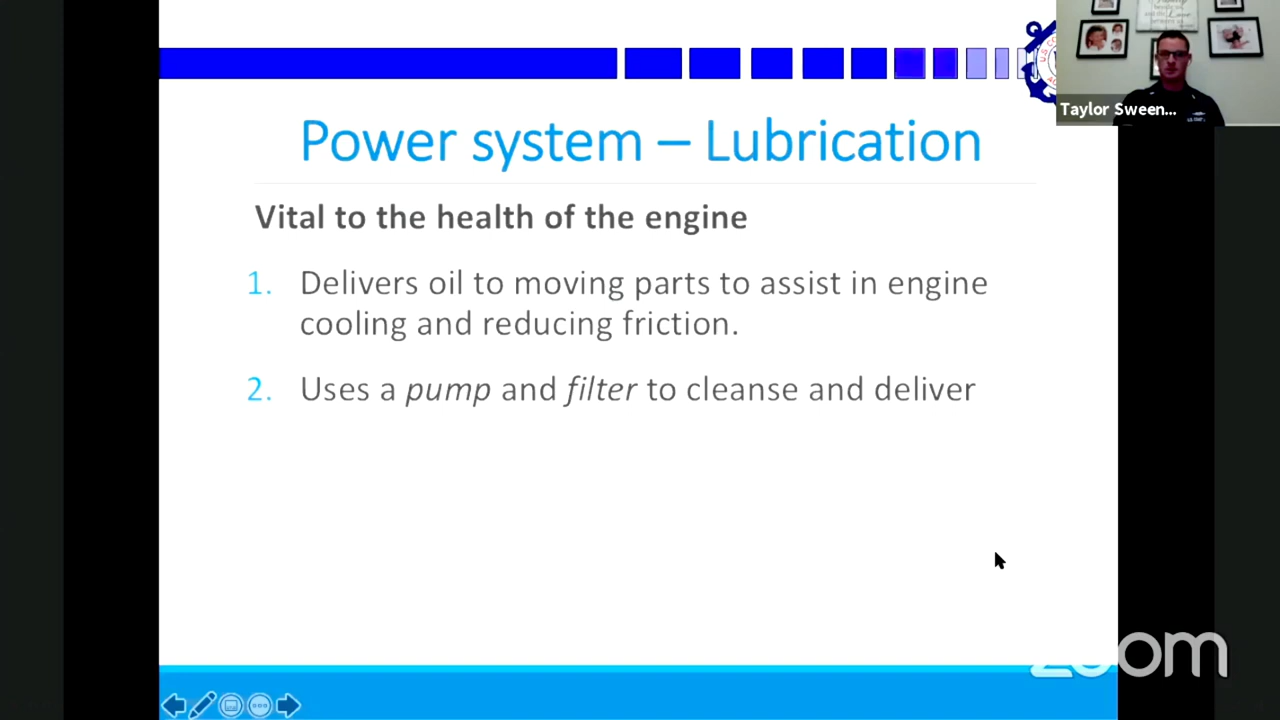 Power system – Lubrication
Vital to the health of the engine
1. Delivers oil to moving parts to assist in engine
cooling and reducing friction.
2. Uses a pump and filter to cleanse and deliver
Taylor Sween...
zoom